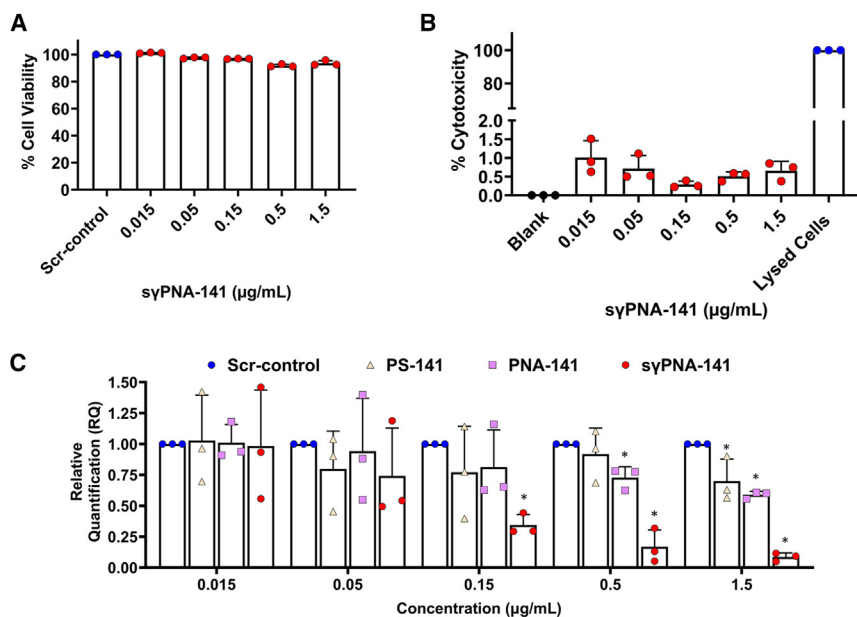 A
% Cell Viability
100
80
60
40
20
0
Scr-control
0.015
0.05
0.15
0.5
1.5
sγPNA-141 (µg/mL)
B
% Cytotoxicity
100
80
2.0
1.5
1.0
0.5
0.0
Blank
0.015
0.05
0.15
0.5
1.5
Lysed Cells
sγPNA-141 (µg/mL)
C
Scr-control PS-141 PNA-141 sγPNA-141
Relative
Quantification (RQ)
1.50
1.25
1.00
0.75
0.50
0.25
0.00
* * * * * *
0.015 0.05 0.15 0.5 1.5
Concentration (µg/mL)